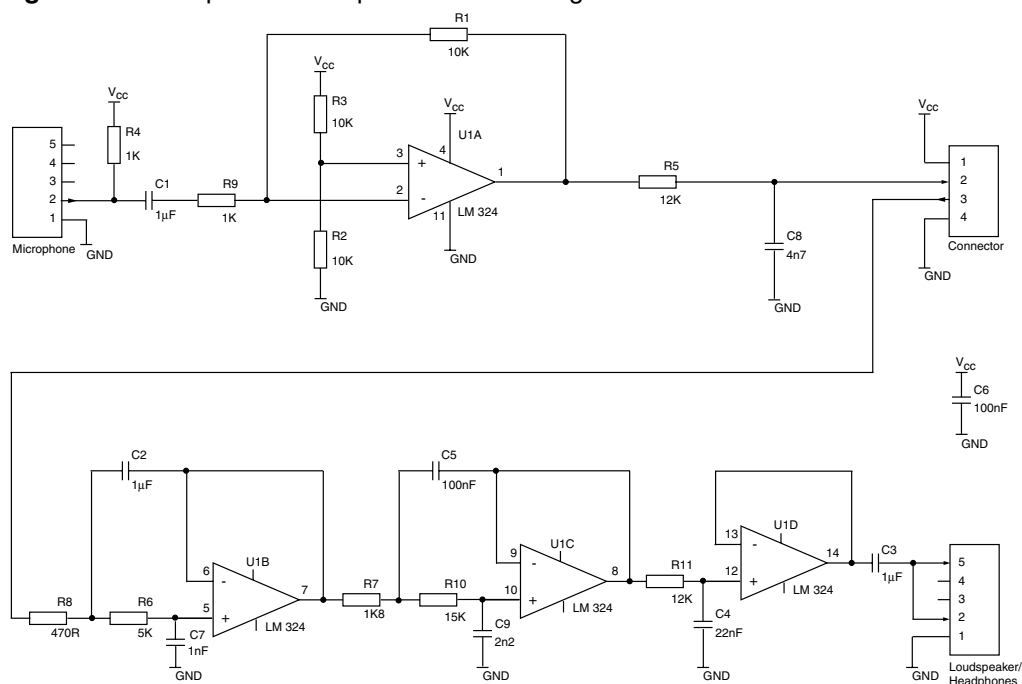 R1
10K
VCC
R3
10K
VCC
R4
1K
VCC
U1A
4
3
+
1
2
-
11
LM 324
5
4
3
2
1
Microphone
GND
C1
1µF
R9
1K
R2
10K
GND
GND
R5
12K
C8
4n7
GND
VCC
1
2
3
4
Connector
GND
VCC
C6
100nF
GND
C2
1µF
U1B
6
-
5
+
7
LM 324
R8
470R
R6
5K
C7
1nF
GND
R7
1K8
C5
100nF
R10
15K
C9
2n2
GND
U1C
9
-
10
+
8
LM 324
R11
12K
C4
22nF
GND
U1D
13
-
12
+
14
LM 324
C3
1µF
5
4
3
2
1
GND
Loudspeaker/
Headphones